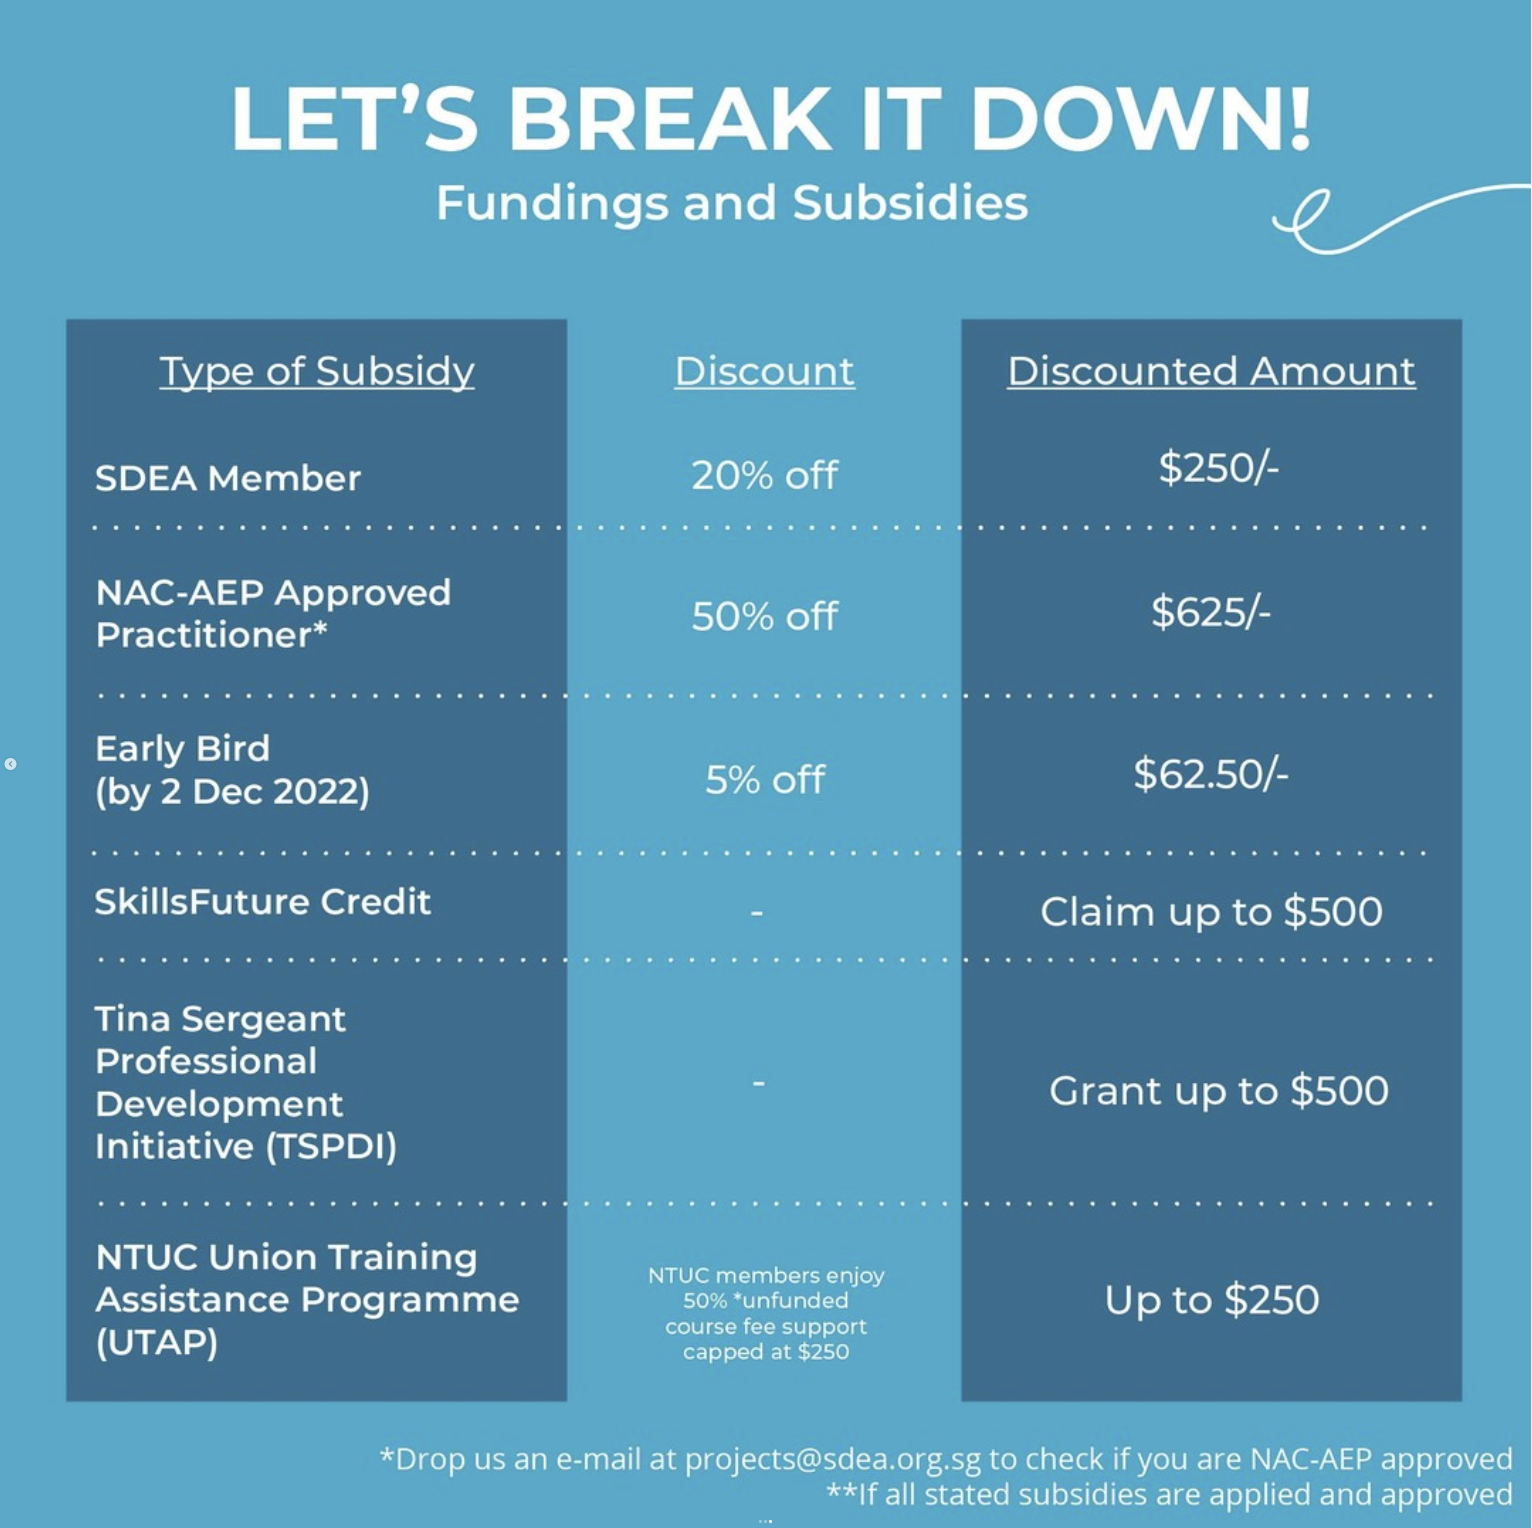 LET'S BREAK IT DOWN!
Fundings and Subsidies
Type of Subsidy
Discount
Discounted Amount
SDEA Member
20% off
$250/-
NAC-AEP Approved
Practitioner*
50% off
$625/-
Early Bird
(by 2 Dec 2022)
5% off
$62.50/-
SkillsFuture Credit
-
Claim up to $500
Tina Sergeant
Professional
Development
Initiative (TSPDI)
-
Grant up to $500
NTUC Union Training
Assistance Programme
(UTAP)
NTUC members enjoy
50% *unfunded
course fee support
capped at $250
Up to $250
*Drop us an e-mail at projects@sdea.org.sg to check if you are NAC-AEP approved
**If all stated subsidies are applied and approved